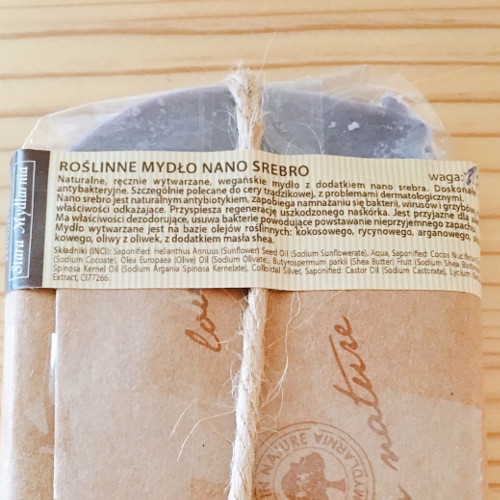 Stara Mydlarnia
ROŚLINNE MYDŁO NANO SREBRO
waga:
Naturalne, ręcznie wytwarzane, wegańskie mydło z dodatkiem nano srebra. Doskonałe
antybakteryjne. Szczególnie polecane do cery trądzikowej, z problemami dermatologicznymi.
Nano srebro jest naturalnym antybiotykiem, zapobiega namnażaniu się bakterii, wirusów i grzybów
właściwości odkażające. Przyspiesza regenerację uszkodzonego naskórka. Jest przyjazne dla
Ma właściwości dezodorujące, usuwa bakterie powodujące powstawanie nieprzyjemnego zapachu
Mydło wytwarzane jest na bazie olejów roślinnych: kokosowego, rycynowego, arganowego,
kowego, oliwy z oliwek, z dodatkiem masła shea.
Składniki (INCI): Saponified: Helianthus Annuus (Sunflower) Seed Oil (Sodium Sunflowerate), Aqua, Saponified: Cocos Nucifera
(Sodium Cocoate), Olea Europaea (Olive) Oil (Sodium Olivate), Butyrospermum parkii (Shea Butter) Fruit (Sodium Shea Butter
Spinosa Kernel Oil (Sodium Argania Spinosa Kernelate), Colloidal Silver, Saponified: Castor Oil (Sodium Castorate), Lycium
Extract, CI77266.
nature
IN NATURE
MYDLARNIA